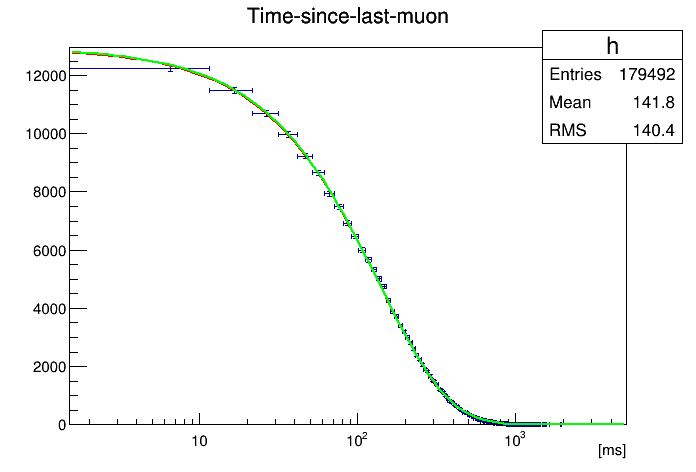 Time-since-last-muon
h
Entries 179492
Mean 141.8
RMS 140.4
12000
10000
8000
6000
4000
2000
0
10 10² 10³
[ms]